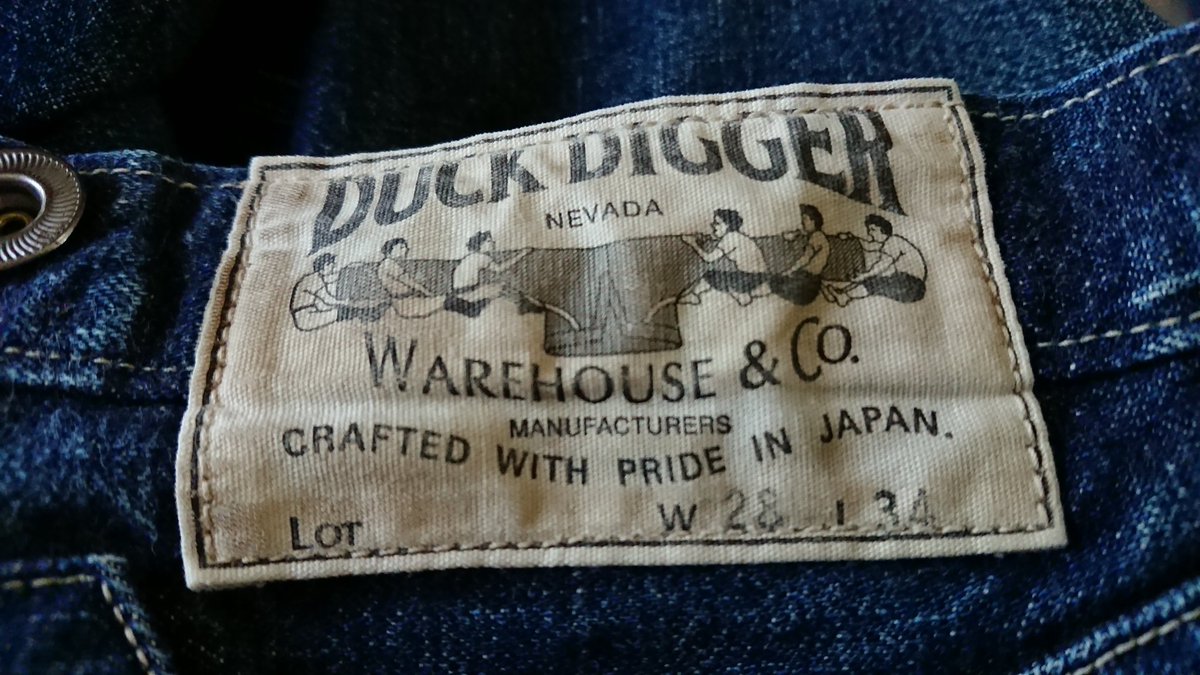 DUCK DIGGER
NEVADA
WAREHOUSE & CO.
MANUFACTURERS
CRAFTED WITH PRIDE IN JAPAN.
LOT W 28 L 34